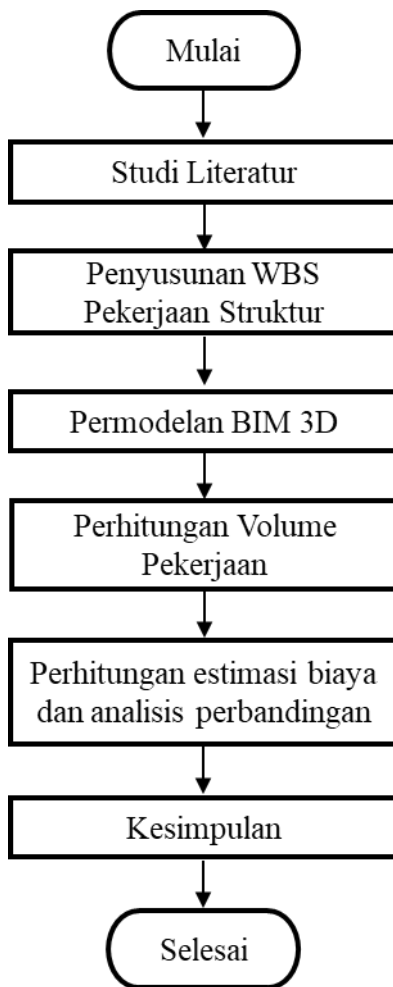 Mulai
Studi Literatur
Penyusunan WBS
Pekerjaan Struktur
Permodelan BIM 3D
Perhitungan Volume
Pekerjaan
Perhitungan estimasi biaya
dan analisis perbandingan
Kesimpulan
Selesai